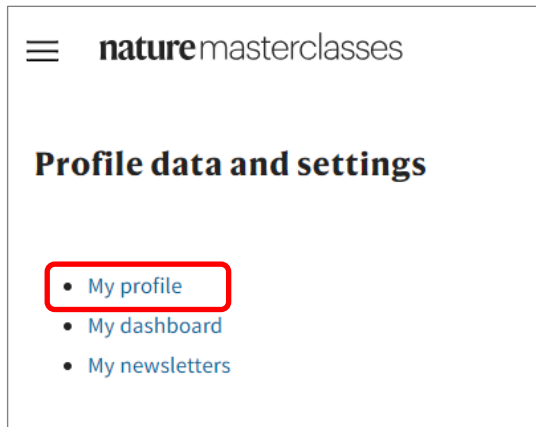 nature masterclasses
Profile data and settings
My profile
My dashboard
My newsletters